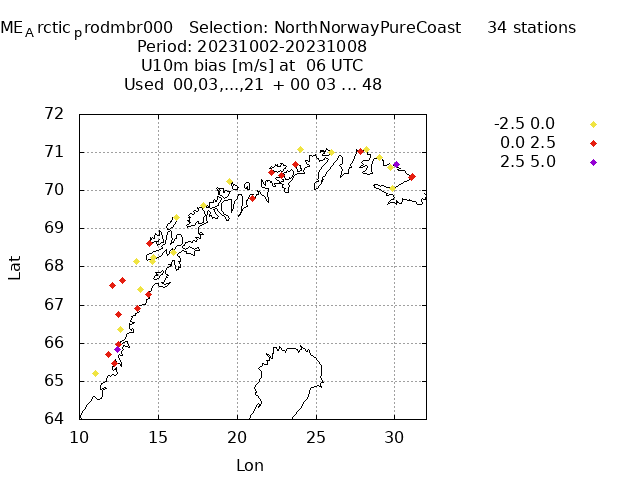 ME_Arctic_prodmbr000 Selection: NorthNorwayPureCoast 34 stations
Period: 20231002-20231008
U10m bias [m/s] at 06 UTC
Used 00,03,...,21 + 00 03 ... 48
-2.5 0.0
0.0 2.5
2.5 5.0
72
71
70
69
68
67
66
65
64
Lat
10 15 20 25 30
Lon